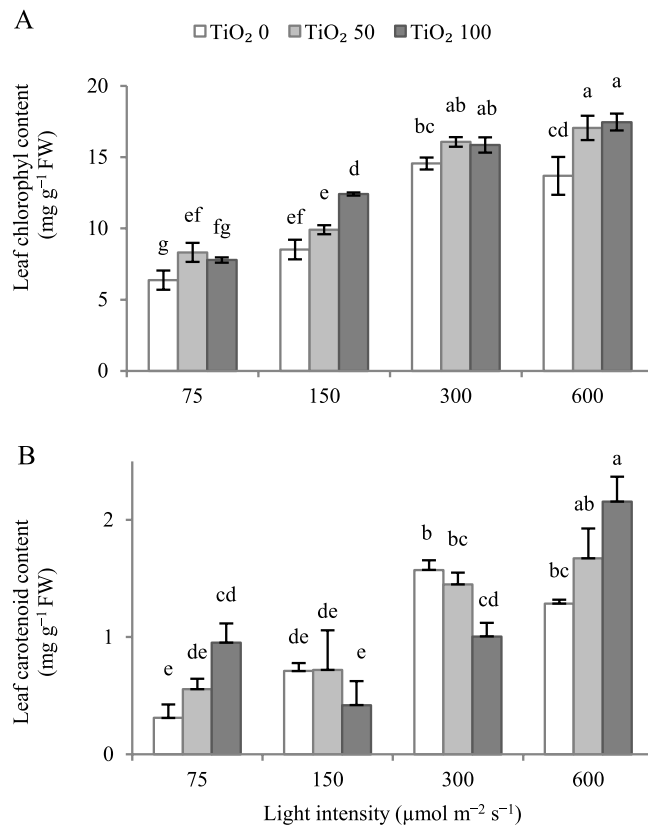 A
TiO₂ 0 TiO₂ 50 TiO₂ 100
Leaf chlorophyll content
(mg g⁻¹ FW)
20
15
10
5
0
g ef fg ef e d bc ab ab cd a a
75 150 300 600
B
Leaf carotenoid content
(mg g⁻¹ FW)
2
1
0
e de cd de de e b bc cd bc ab a
75 150 300 600
Light intensity (µmol m⁻² s⁻¹)